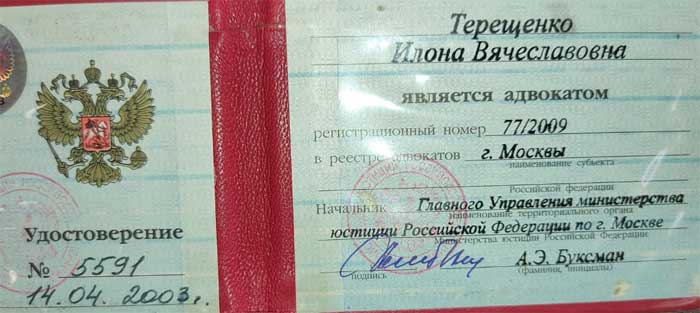 Удостоверение
№ 5591
14.04.2003г.
Терещенко
Илона Вячеславовна
является адвокатом
регистрационный номер 77/2009
в реестре адвокатов г. Москвы
наименование субъекта
Российской федерации
Начальник Главного Управления министерства
наименование территориального органа
юстиции Российской Федерации по г. Москве
Министерства юстиции Российской Федерации
А.Э. Буксман
подпись (фамилия, инициалы)